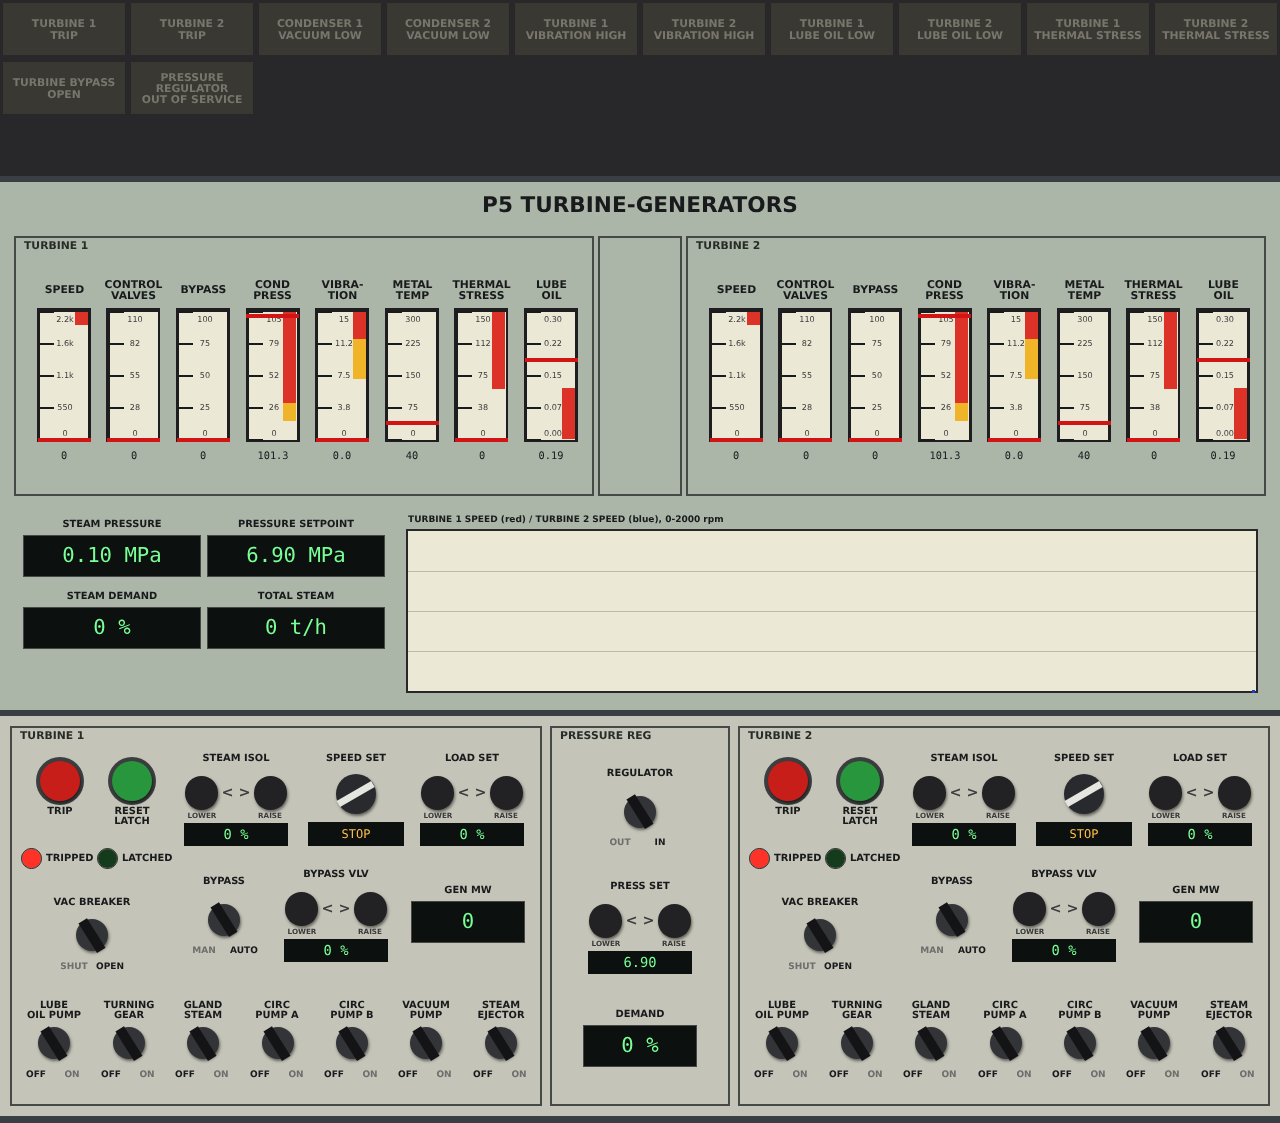 TURBINE 1 TRIP
TURBINE 2 TRIP
CONDENSER 1 VACUUM LOW
CONDENSER 2 VACUUM LOW
TURBINE 1 VIBRATION HIGH
TURBINE 2 VIBRATION HIGH
TURBINE 1 LUBE OIL LOW
TURBINE 2 LUBE OIL LOW
TURBINE 1 THERMAL STRESS
TURBINE 2 THERMAL STRESS
TURBINE BYPASS OPEN
PRESSURE REGULATOR OUT OF SERVICE
P5 TURBINE-GENERATORS
TURBINE 1
SPEED
2.2k
1.6k
1.1k
550
0
0
CONTROL VALVES
110
82
55
28
0
0
BYPASS
100
75
50
25
0
0
COND PRESS
105
79
52
26
0
101.3
VIBRA-TION
15
11.2
7.5
3.8
0
0.0
METAL TEMP
300
225
150
75
0
40
THERMAL STRESS
150
112
75
38
0
0
LUBE OIL
0.30
0.22
0.15
0.07
0.00
0.19
TURBINE 2
SPEED
2.2k
1.6k
1.1k
550
0
0
CONTROL VALVES
110
82
55
28
0
0
BYPASS
100
75
50
25
0
0
COND PRESS
105
79
52
26
0
101.3
VIBRA-TION
15
11.2
7.5
3.8
0
0.0
METAL TEMP
300
225
150
75
0
40
THERMAL STRESS
150
112
75
38
0
0
LUBE OIL
0.30
0.22
0.15
0.07
0.00
0.19
STEAM PRESSURE
0.10 MPa
PRESSURE SETPOINT
6.90 MPa
STEAM DEMAND
0 %
TOTAL STEAM
0 t/h
TURBINE 1 SPEED (red) / TURBINE 2 SPEED (blue), 0-2000 rpm
TURBINE 1
TRIP
RESET LATCH
STEAM ISOL
< >
LOWER RAISE
0 %
SPEED SET
STOP
LOAD SET
< >
LOWER RAISE
0 %
TRIPPED LATCHED
VAC BREAKER
SHUT OPEN
BYPASS
MAN AUTO
BYPASS VLV
< >
LOWER RAISE
0 %
GEN MW
0
LUBE OIL PUMP
OFF ON
TURNING GEAR
OFF ON
GLAND STEAM
OFF ON
CIRC PUMP A
OFF ON
CIRC PUMP B
OFF ON
VACUUM PUMP
OFF ON
STEAM EJECTOR
OFF ON
PRESSURE REG
REGULATOR
OUT IN
PRESS SET
< >
LOWER RAISE
6.90
DEMAND
0 %
TURBINE 2
TRIP
RESET LATCH
STEAM ISOL
< >
LOWER RAISE
0 %
SPEED SET
STOP
LOAD SET
< >
LOWER RAISE
0 %
TRIPPED LATCHED
VAC BREAKER
SHUT OPEN
BYPASS
MAN AUTO
BYPASS VLV
< >
LOWER RAISE
0 %
GEN MW
0
LUBE OIL PUMP
OFF ON
TURNING GEAR
OFF ON
GLAND STEAM
OFF ON
CIRC PUMP A
OFF ON
CIRC PUMP B
OFF ON
VACUUM PUMP
OFF ON
STEAM EJECTOR
OFF ON